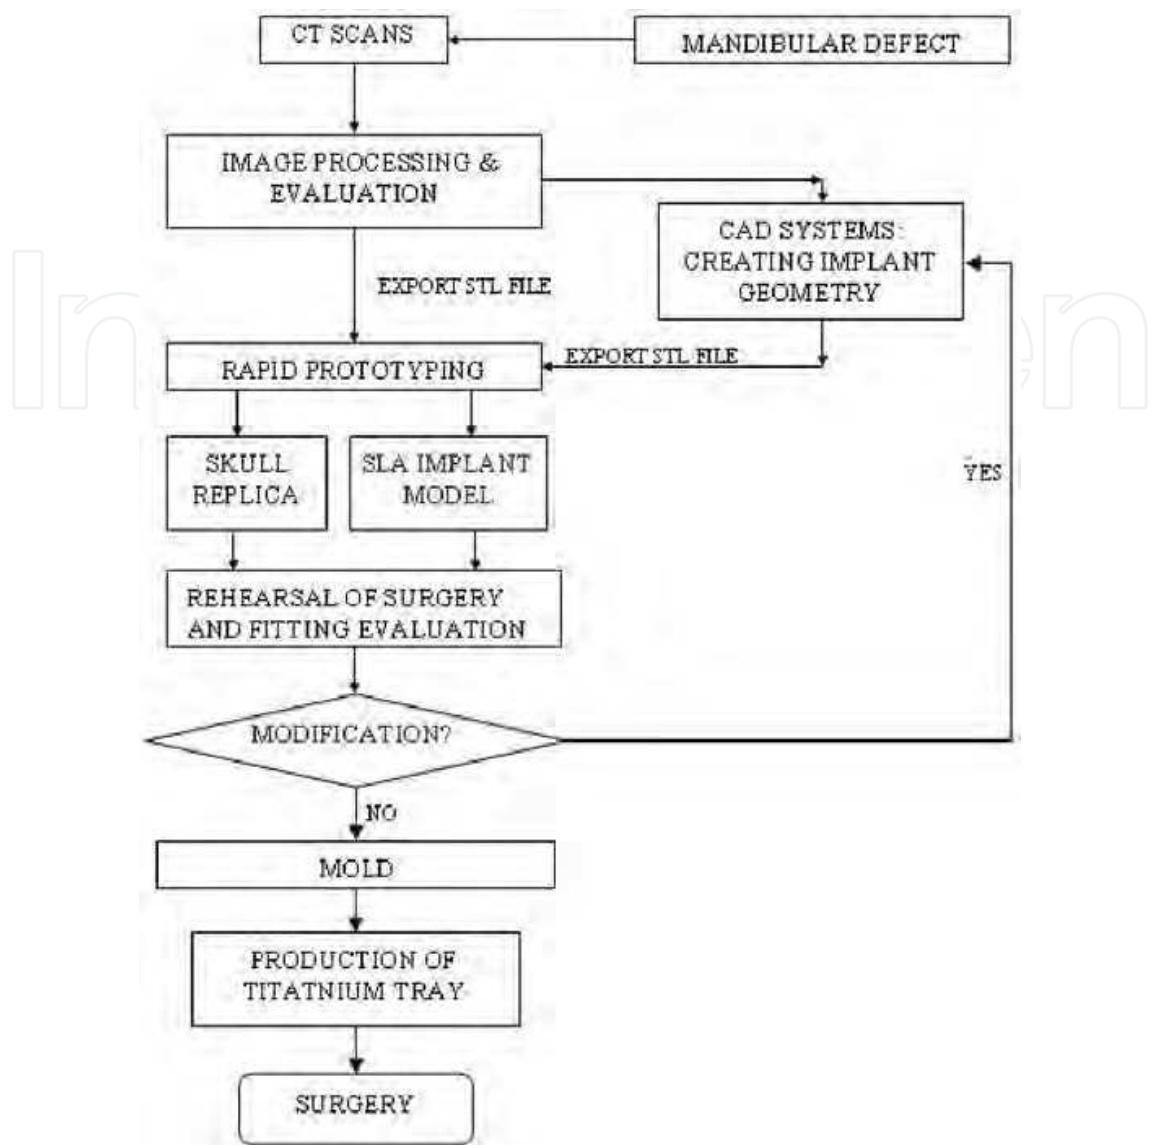 CT SCANS
MANDIBULAR DEFECT
IMAGE PROCESSING &
EVALUATION
CAD SYSTEMS:
CREATING IMPLANT
GEOMETRY
EXPORT STL FILE
EXPORT STL FILE
RAPID PROTOTYPING
SKULL
REPLICA
SLA IMPLANT
MODEL
YES
REHEARSAL OF SURGERY
AND FITTING EVALUATION
MODIFICATION?
NO
MOLD
PRODUCTION OF
TITATNIUM TRAY
SURGERY